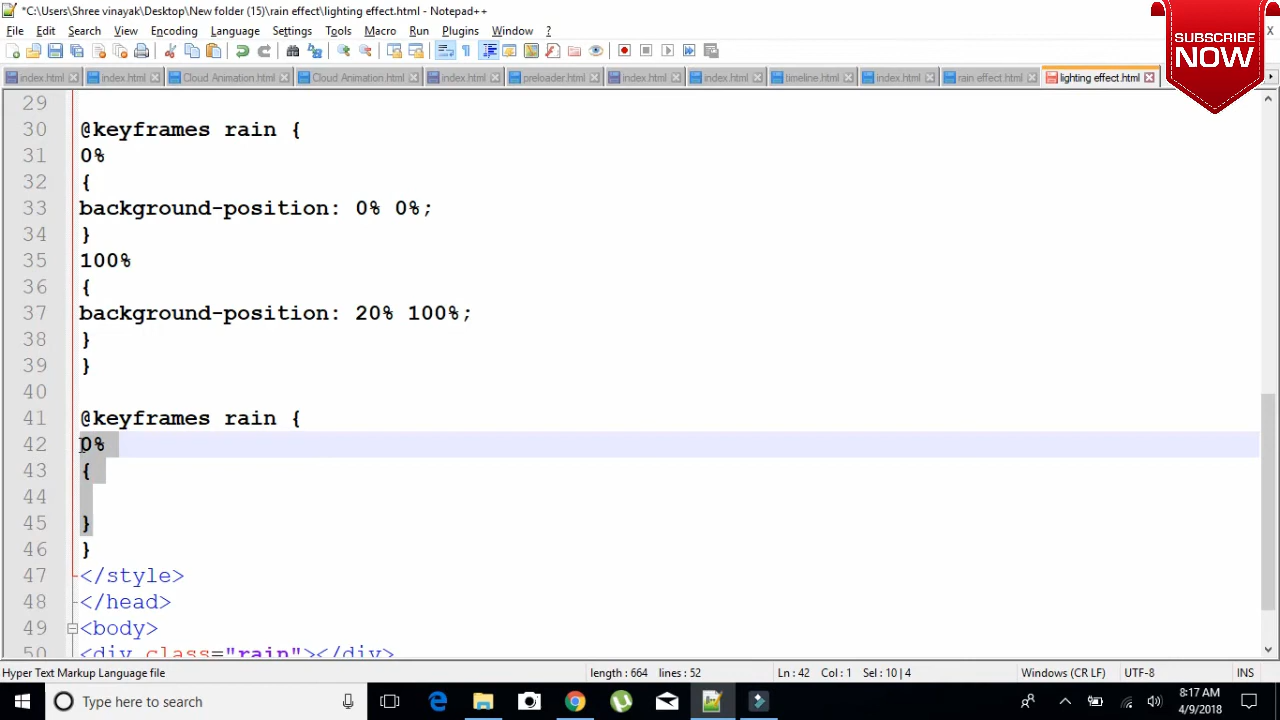 *C:\Users\Shree vinayak\Desktop\New folder (15)\rain effect\lighting effect.html - Notepad++
SUBSCRIBE
NOW
File Edit Search View Encoding Language Settings Tools Macro Run Plugins Window ?
X
index.html index.html Cloud Animation.html Cloud Anamation.html index.html preloader.html index.html index.html timeline.html index.html rain effect.html lighting effect.html
29
30 @keyframes rain {
31 0%
32 {
33 background-position: 0% 0%;
34 }
35 100%
36 {
37 background-position: 20% 100%;
38 }
39 }
40
41 @keyframes rain {
42 0%
43 {
44
45 }
46 }
47 </style>
48 </head>
49 <body>
50 <div class="rain"></div>
Hyper Text Markup Language file length : 664 lines : 52 Ln : 42 Col : 1 Sel : 10 | 4 Windows (CR LF) UTF-8 INS
Type here to search
8:17 AM
4/9/2018